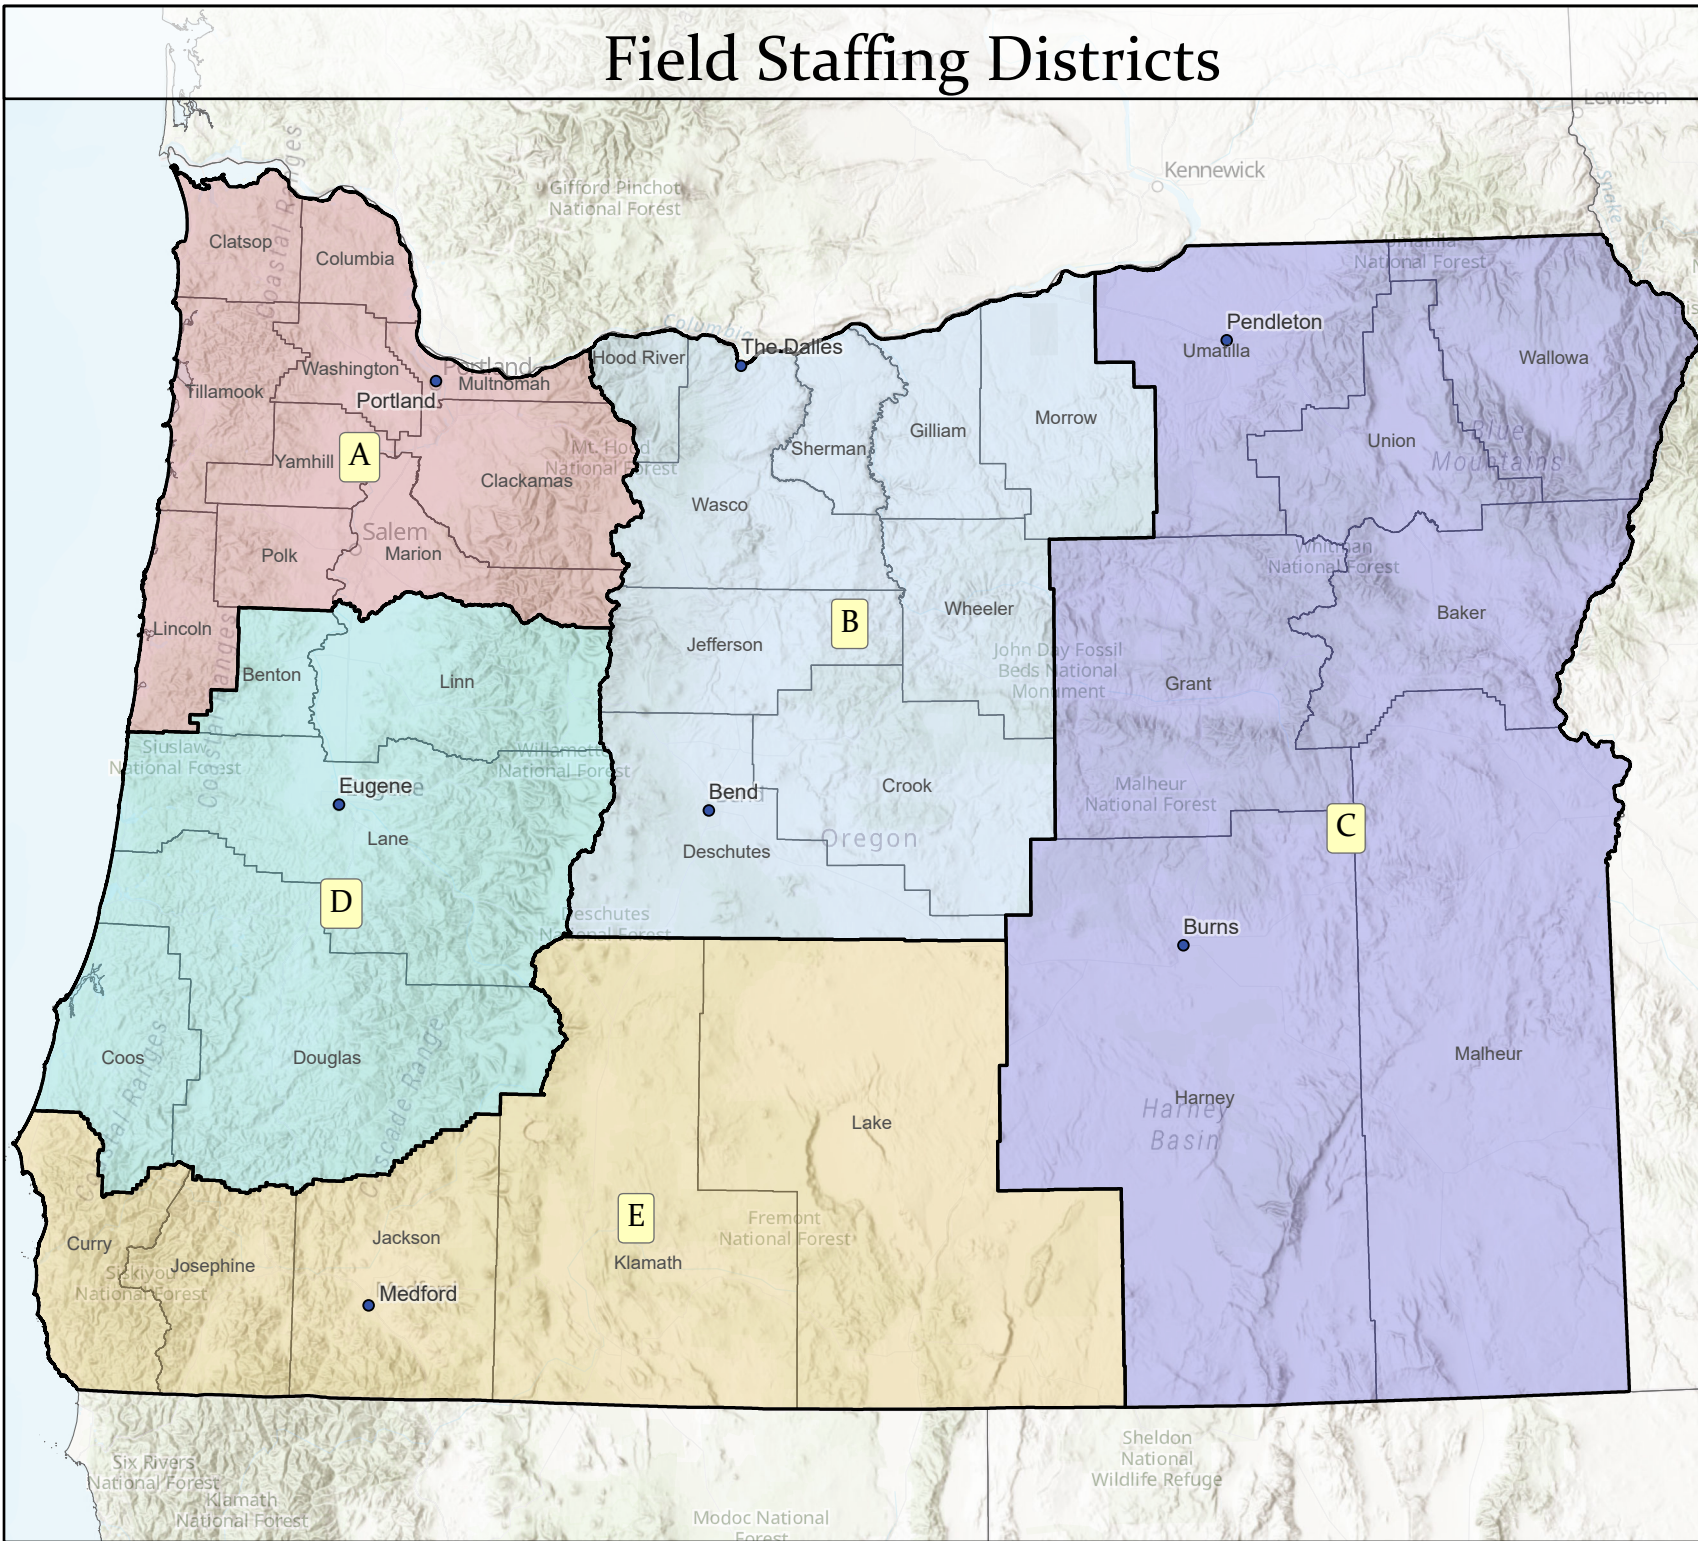 Field Staffing Districts
Lewiston
Kennewick
Snake
Gifford Pinchot
National Forest
Coastal Ranges
Clatsop
Columbia
Umatilla
National Forest
Columbia
Pendleton
Umatilla
The Dalles
Hood River
Wallowa
Portland
Washington
Multnomah
Tillamook
Portland
Morrow
Gilliam
Union
Blue
Mountains
Sherman
Mt. Hood
National Forest
A
Yamhill
Clackamas
Wasco
Salem
Marion
Polk
Whitman
National Forest
Wheeler
Baker
B
Lincoln
Jefferson
John Day Fossil
Beds National
Monument
Benton
Linn
Grant
Siuslaw
National Forest
Willamette
National Forest
Malheur
National Forest
Eugene
Bend
Crook
Lane
Oregon
C
Deschutes
D
Deschutes
National Forest
Burns
Coos
Douglas
Coastal Ranges
Cascade Range
Malheur
Harney
Harney
Basin
Lake
E
Fremont
National Forest
Curry
Jackson
Josephine
Klamath
Siskiyou
National Forest
Medford
Six Rivers
National Forest
Klamath
National Forest
Sheldon
National
Wildlife Refuge
Modoc National
Forest